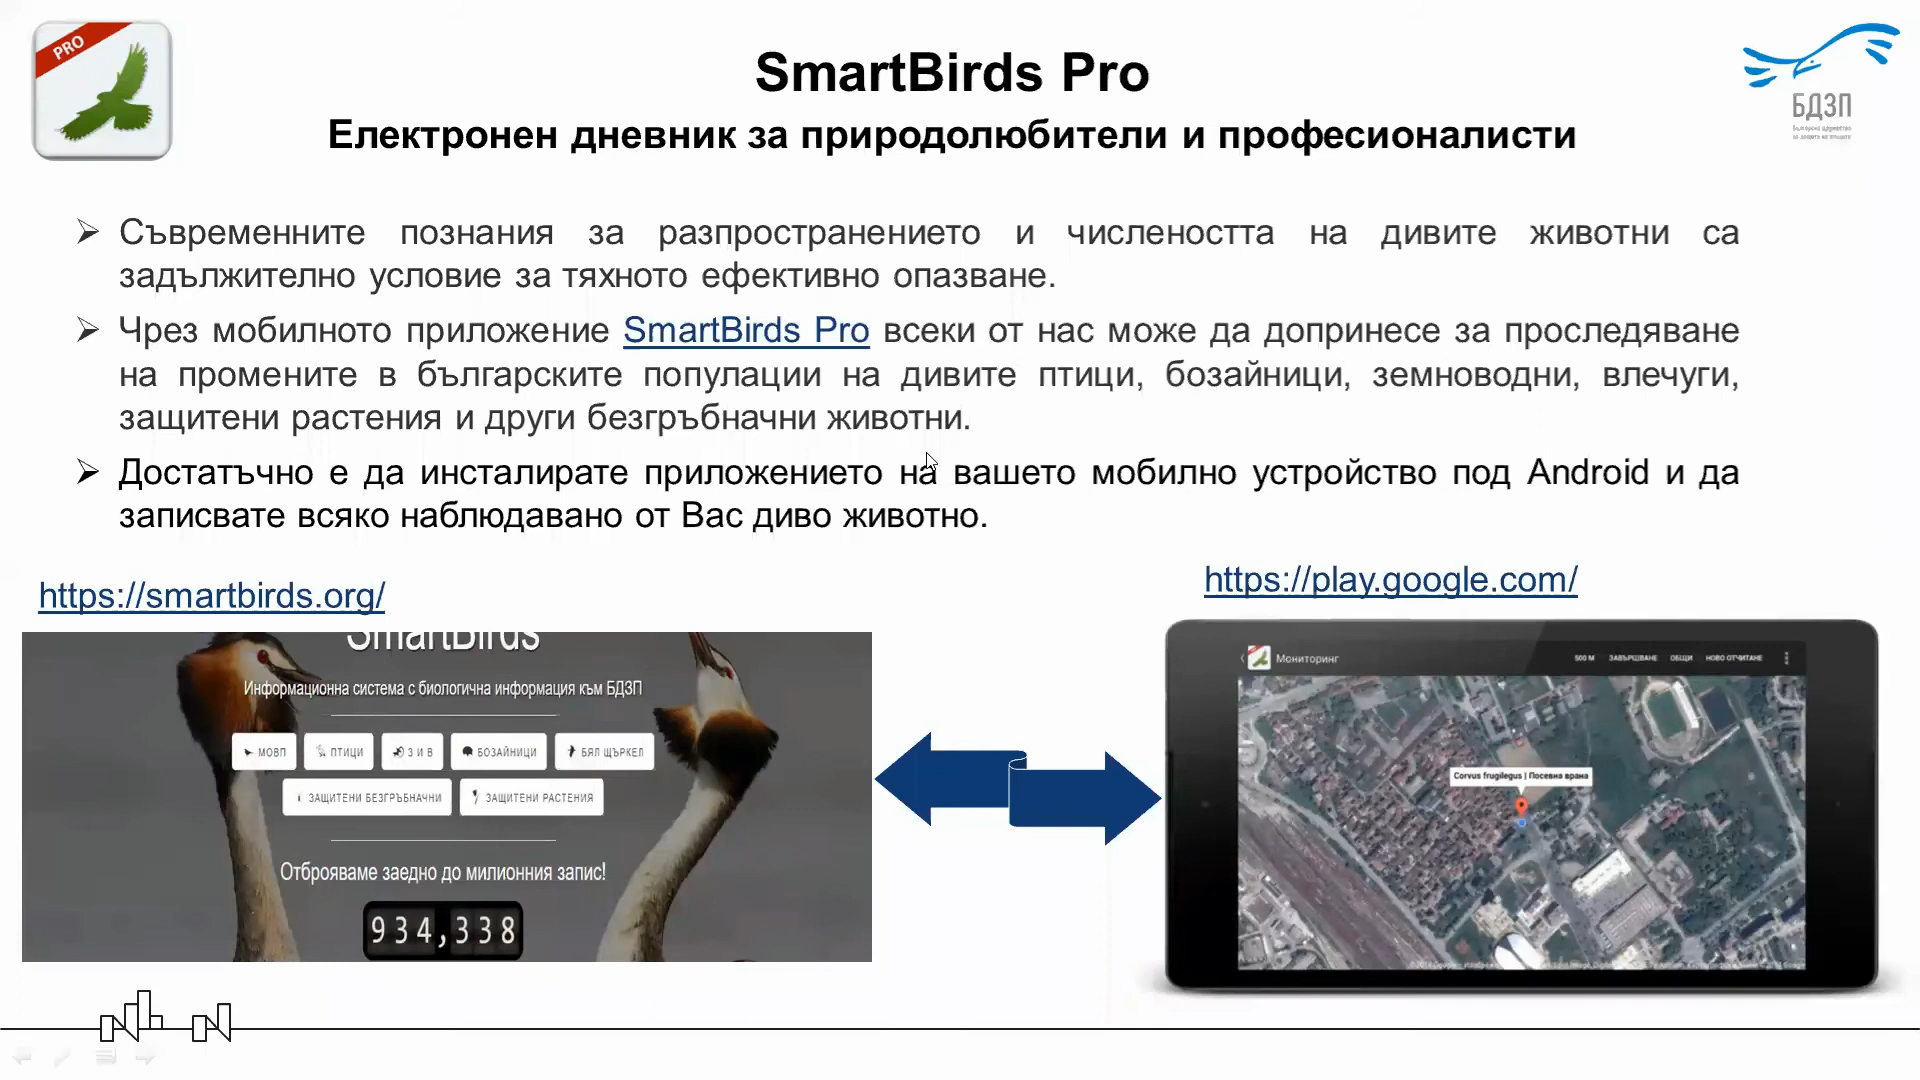 PRO
SmartBirds Pro
Електронен дневник за природолюбители и професионалисти
БДЗП
Съвременните познания за разпространението и числеността на дивите животни са
задължително условие за тяхното ефективно опазване.
Чрез мобилното приложение SmartBirds Pro всеки от нас може да допринесе за проследяване
на промените в българските популации на дивите птици, бозайници, земноводни, влечуги,
защитени растения и други безгръбначни животни.
Достатъчно е да инсталирате приложението на вашето мобилно устройство под Android и да
записвате всяко наблюдавано от Вас диво животно.
https://smartbirds.org/
https://play.google.com/
SmartBirds
Информационна система с биологична информация към БДЗП
МОВП ПТИЦИ З И В БОЗАЙНИЦИ БЯЛ ЩЪРКЕЛ
ЗАЩИТЕНИ БЕЗГРЪБНАЧНИ ЗАЩИТЕНИ РАСТЕНИЯ
Отброяваме заедно до милионния запис!
934,338
Мониторинг 500 М ЗАВЪРШВАНЕ ОБЩИ НОВО ОТЧИТАНЕ
Corvus frugilegus | Посевна врана